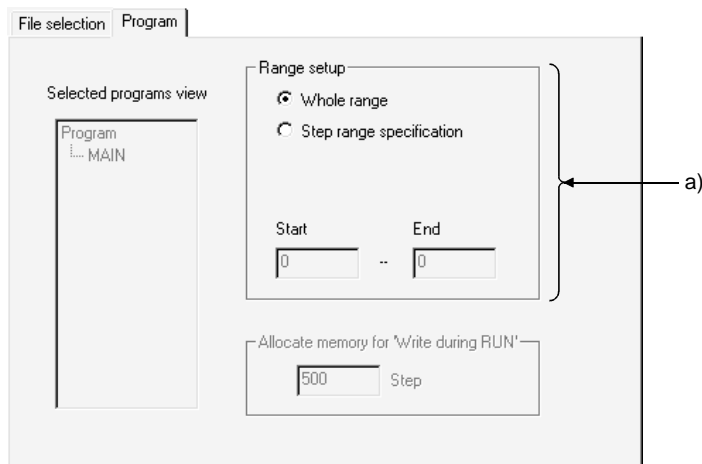 File selection
Program
Selected programs view
Program
MAIN
Range setup
Whole range
Step range specification
Start
End
0
--
0
a)
Allocate memory for 'Write during RUN'
500
Step